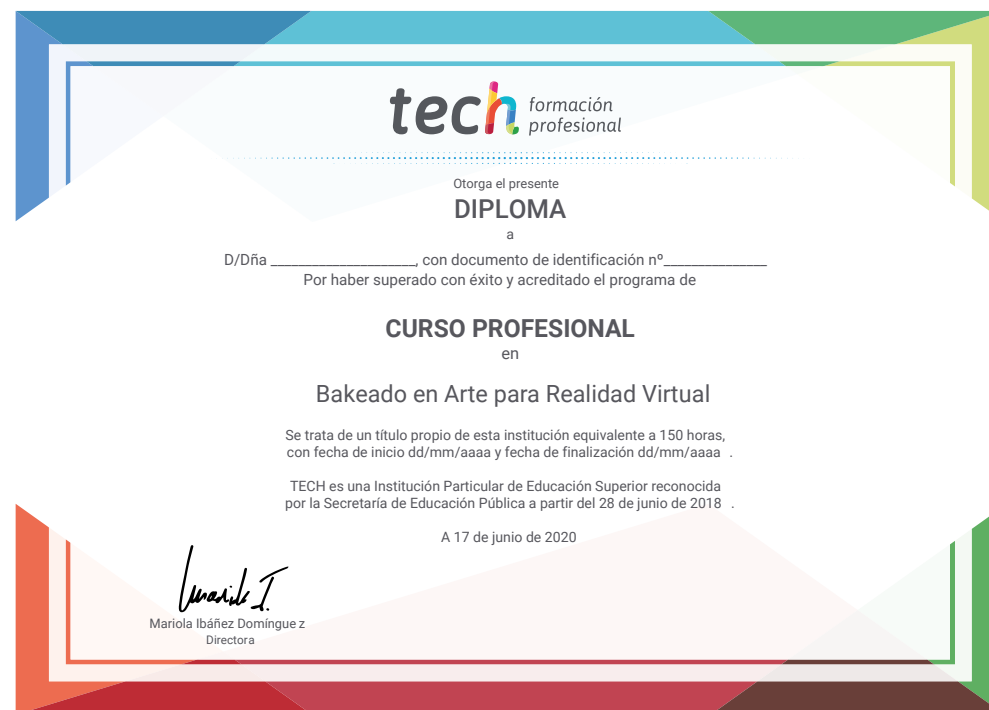 tech formación
profesional
Otorga el presente
DIPLOMA
a
D/Dña ____________________, con documento de identificación nº______________
Por haber superado con éxito y acreditado el programa de
CURSO PROFESIONAL
en
Bakeado en Arte para Realidad Virtual
Se trata de un título propio de esta institución equivalente a 150 horas,
con fecha de inicio dd/mm/aaaa y fecha de finalización dd/mm/aaaa .
TECH es una Institución Particular de Educación Superior reconocida
por la Secretaría de Educación Pública a partir del 28 de junio de 2018 .
A 17 de junio de 2020
Mariola Ibáñez Domíngue z
Directora